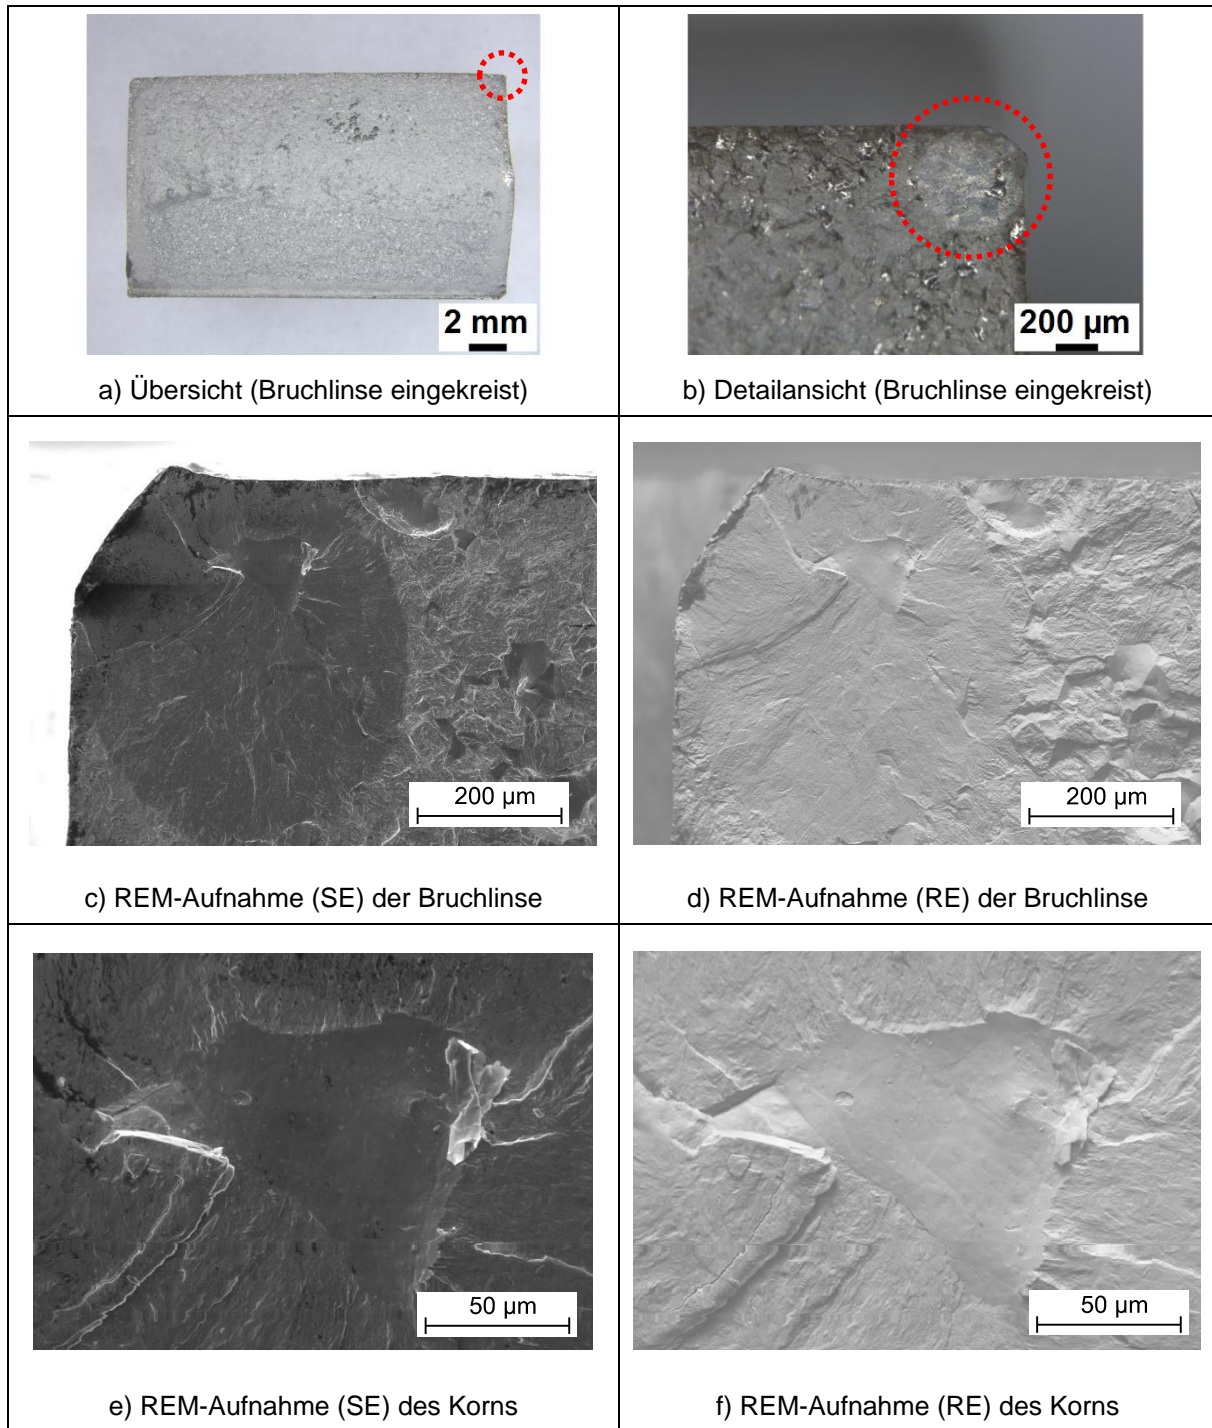 2 mm
200 µm
a) Übersicht (Bruchlinse eingekreist)
b) Detailansicht (Bruchlinse eingekreist)
200 µm
200 µm
c) REM-Aufnahme (SE) der Bruchlinse
d) REM-Aufnahme (RE) der Bruchlinse
50 µm
50 µm
e) REM-Aufnahme (SE) des Korns
f) REM-Aufnahme (RE) des Korns